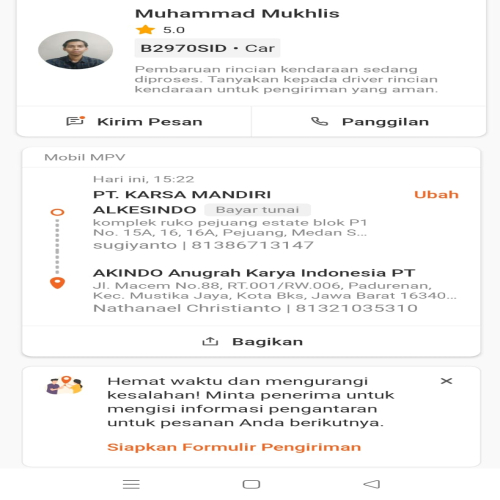 Muhammad Mukhlis
5.0
B2970SID • Car
Pembaruan rincian kendaraan sedang
diproses. Tanyakan kepada driver rincian
kendaraan untuk pengiriman yang aman.
Kirim Pesan
Panggilan
Mobil MPV
Hari ini, 15:22
PT. KARSA MANDIRI
Ubah
ALKESINDO Bayar tunai
komplek ruko pejuang estate blok P1
No. 15A, 16, 16A, Pejuang, Medan S...
sugiyanto | 81386713147
AKINDO Anugrah Karya Indonesia PT
Jl. Macem No.88, RT.001/RW.006, Padurenan,
Kec. Mustika Jaya, Kota Bks, Jawa Barat 16340...
Nathanael Christianto | 81321035310
Bagikan
Hemat waktu dan mengurangi
kesalahan! Minta penerima untuk
mengisi informasi pengantaran
untuk pesanan Anda berikutnya.
Siapkan Formulir Pengiriman